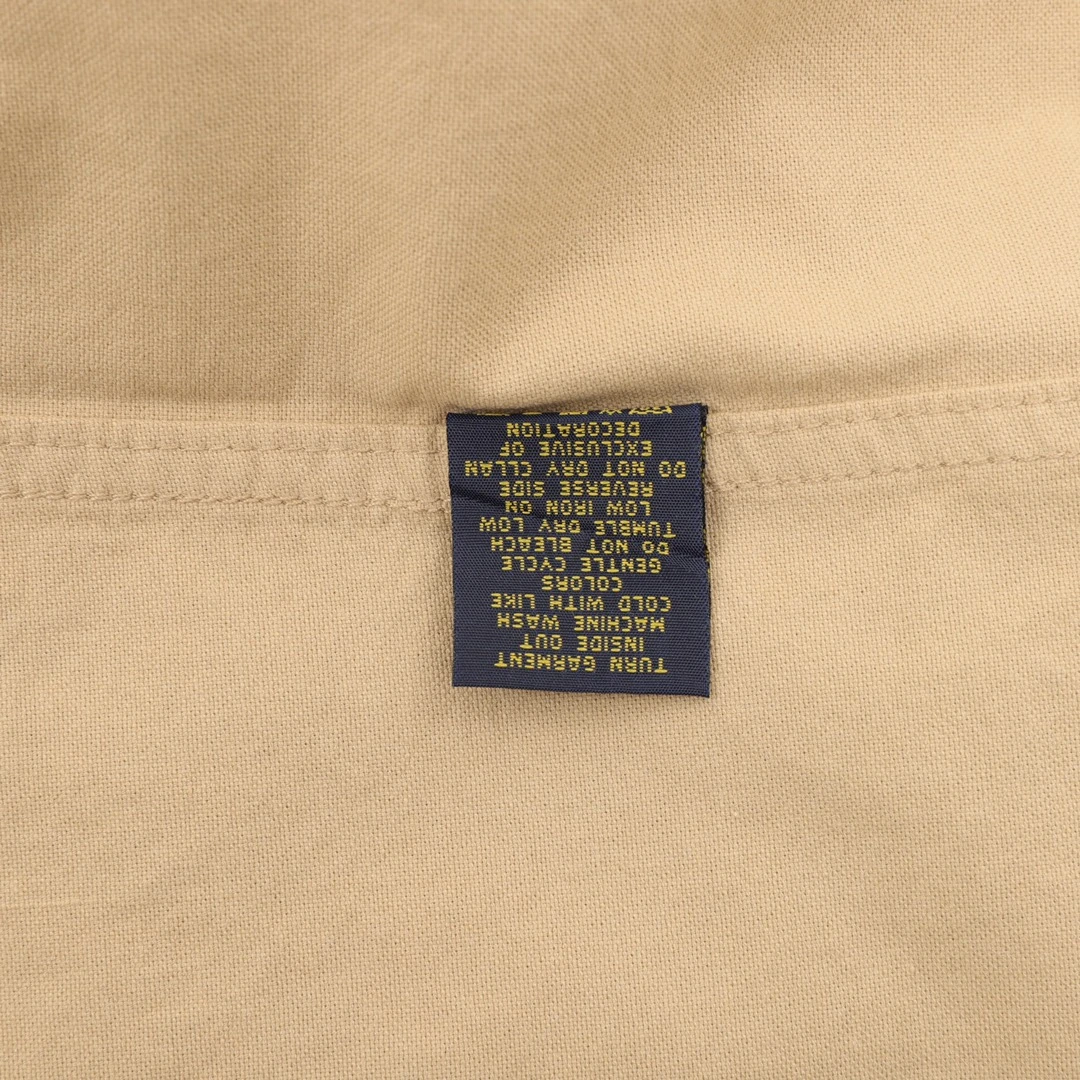 TURN GARMENT
INSIDE OUT
MACHINE WASH
COLD WITH LIKE
COLORS
GENTLE CYCLE
DO NOT BLEACH
TUMBLE DRY LOW
LOW IRON ON
REVERSE SIDE
DO NOT DRY CLLAN
EXCLUSIVE OF
DECORATION